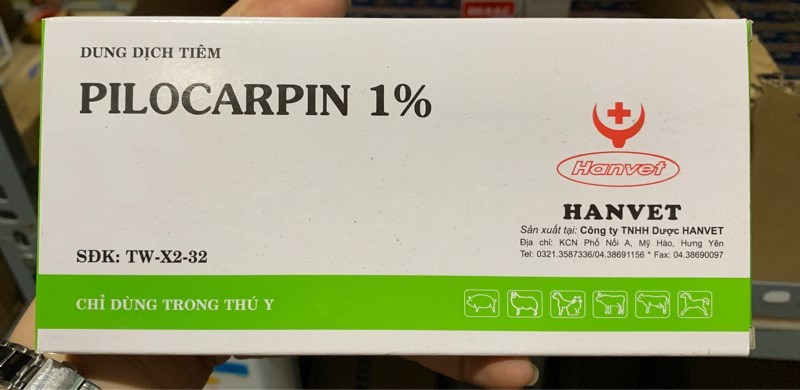 DUNG DỊCH TIÊM
PILOCARPIN 1%
Hanvet
HANVET
Sản xuất tại: Công ty TNHH Dược HANVET
Địa chỉ: KCN Phố Nối A, Mỹ Hào, Hưng Yên
Tel: 0321.3587336/04.38691156 * Fax: 04.38690097
SĐK: TW-X2-32
CHỈ DÙNG TRONG THÚ Y